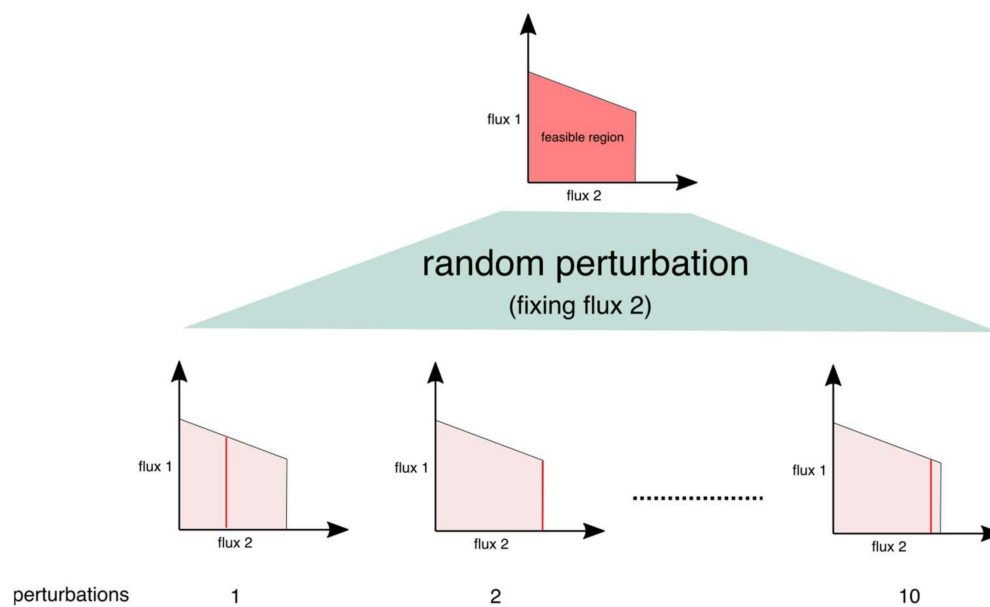 flux 1
feasible region
flux 2
random perturbation
(fixing flux 2)
flux 1
flux 2
flux 1
flux 2
flux 1
flux 2
perturbations 1 2 10